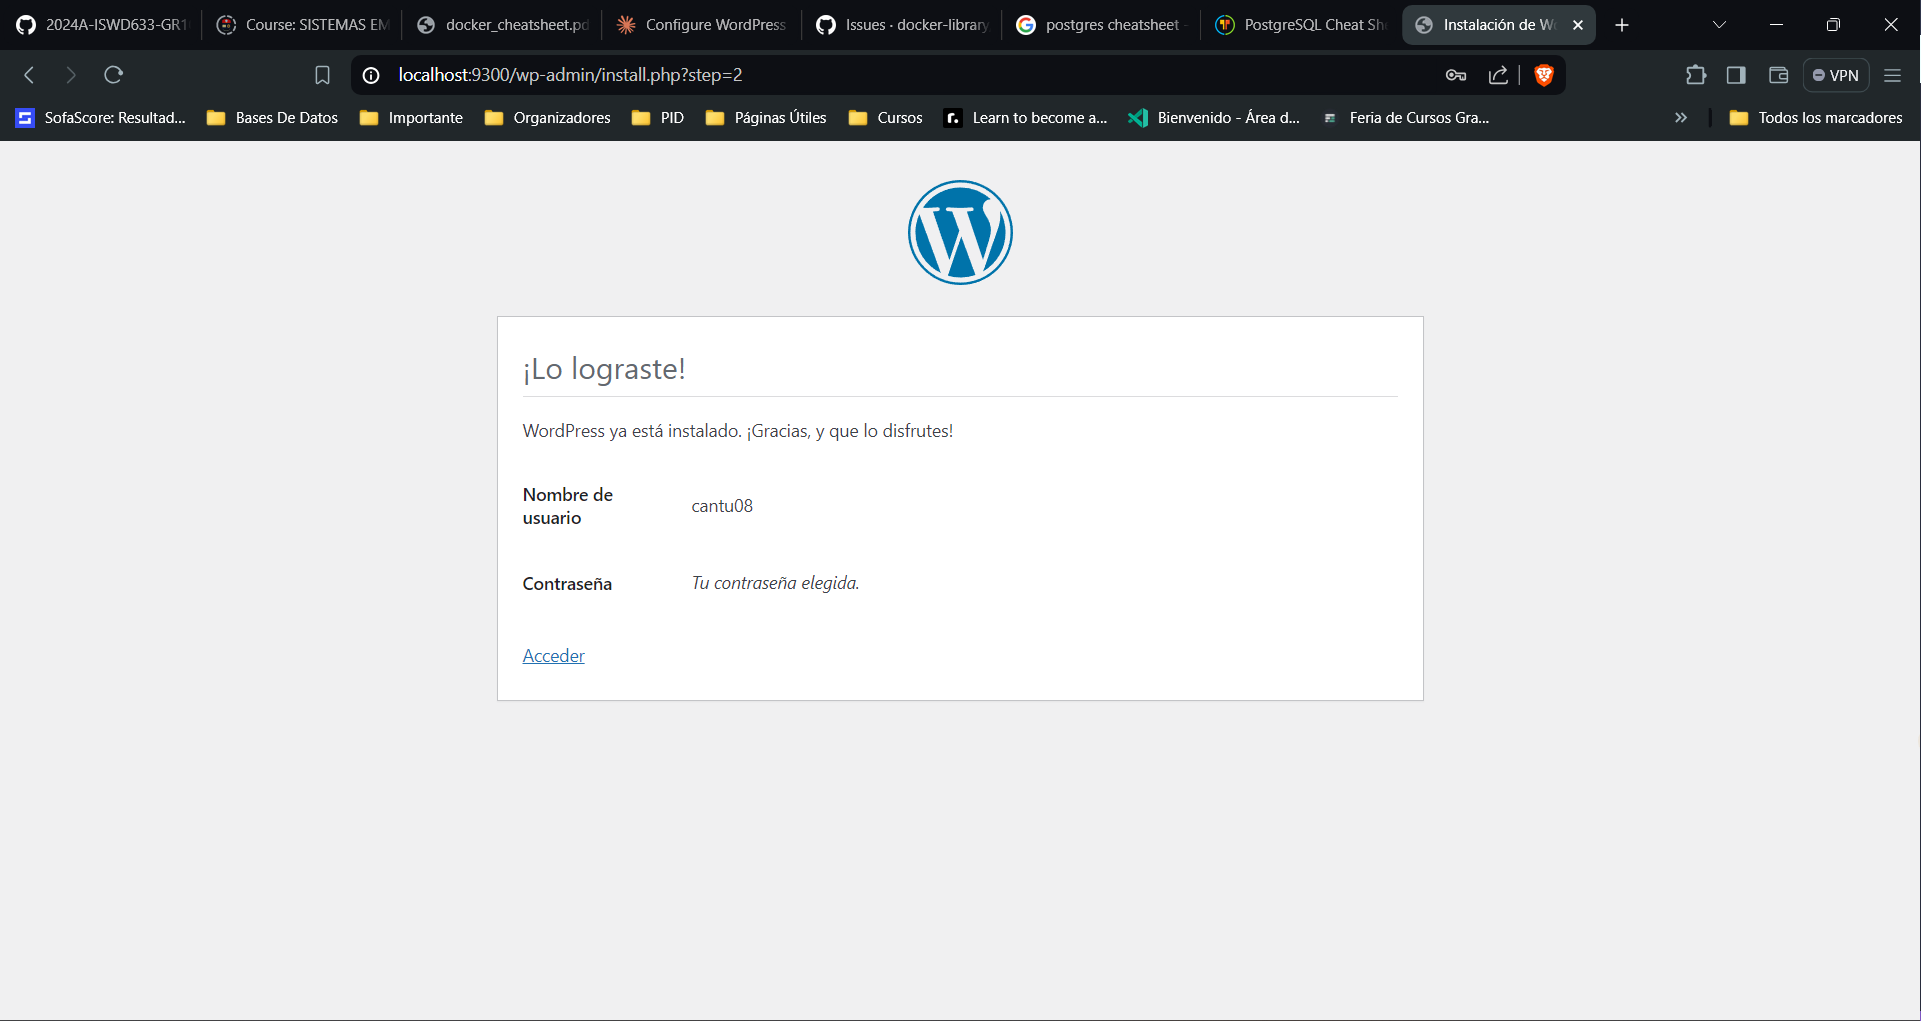 2024A-ISWD633-GR1
Course: SISTEMAS EM
docker_cheatsheet.pd
Configure WordPress
Issues · docker-library
postgres cheatsheet -
PostgreSQL Cheat She
Instalación de Wo
localhost:9300/wp-admin/install.php?step=2
VPN
SofaScore: Resultad...
Bases De Datos
Importante
Organizadores
PID
Páginas Útiles
Cursos
r.
Learn to become a...
Bienvenido - Área d...
Feria de Cursos Gra...
»
Todos los marcadores
¡Lo lograste!
WordPress ya está instalado. ¡Gracias, y que lo disfrutes!
Nombre de
usuario
cantu08
Contraseña
Tu contraseña elegida.
Acceder